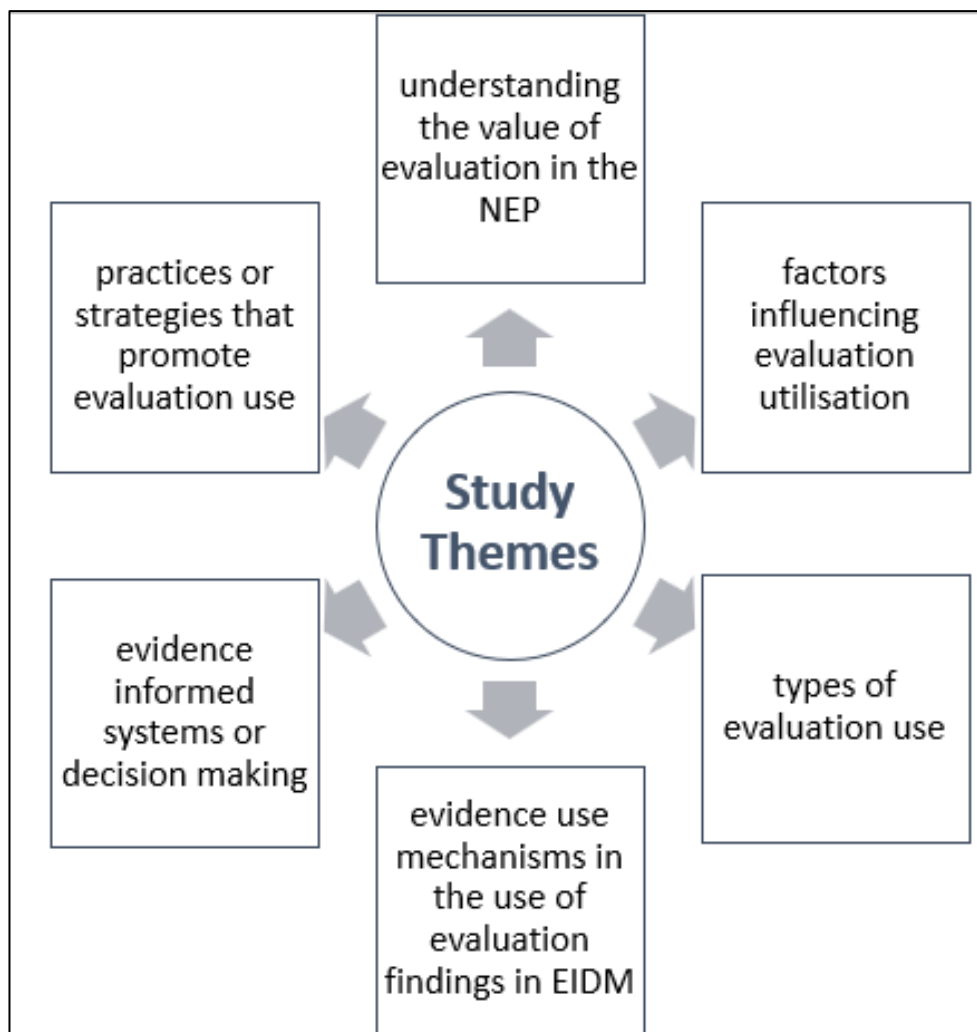 understanding
the value of
evaluation in the
NEP
practices or
strategies that
promote
evaluation use
factors
influencing
evaluation
utilisation
Study
Themes
evidence
informed
systems or
decision making
types of
evaluation use
evidence use
mechanisms in
the use of
evaluation
findings in EIDM